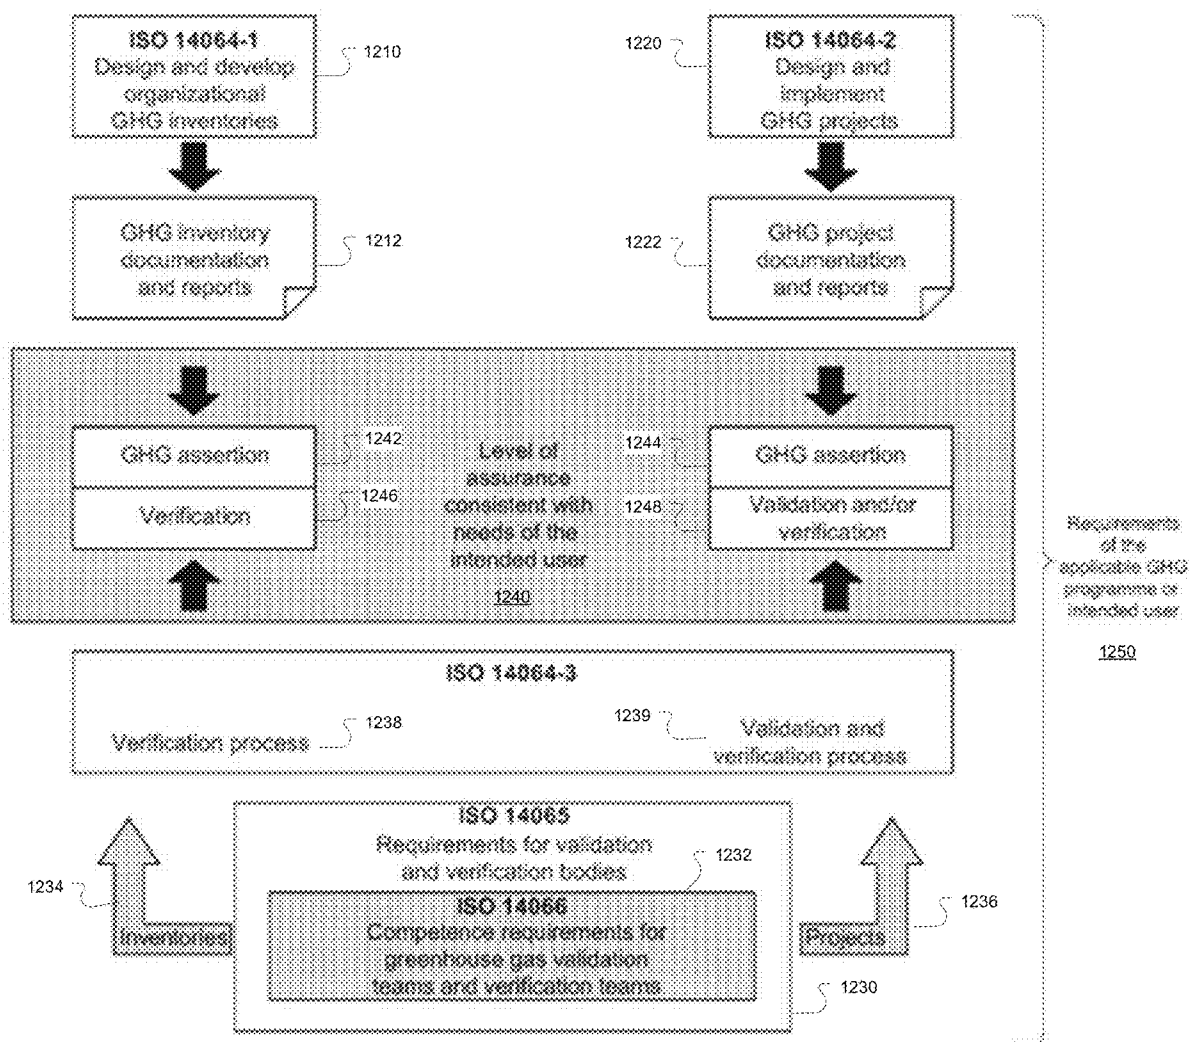 ISO 14064-1
Design and develop
organizational
GHG inventories
1210
1220
ISO 14064-2
Design and
implement
GHG projects
GHG inventory
documentation
and reports
1212
1222
GHG project
documentation
and reports
GHG assertion
1242
Verification
1246
Level of
assurance
consistent with
needs of the
intended user
1240
1244
GHG assertion
1248
Validation and/or
verification
Requirements
of the
applicable GHG
programme or
intended user
1250
ISO 14064-3
Verification process
1238
1239
Validation and
verification process
1234
Inventories
ISO 14065
Requirements for validation
and verification bodies
1232
ISO 14066
Competence requirements for
greenhouse gas validation
teams and verification teams
1230
Projects
1236